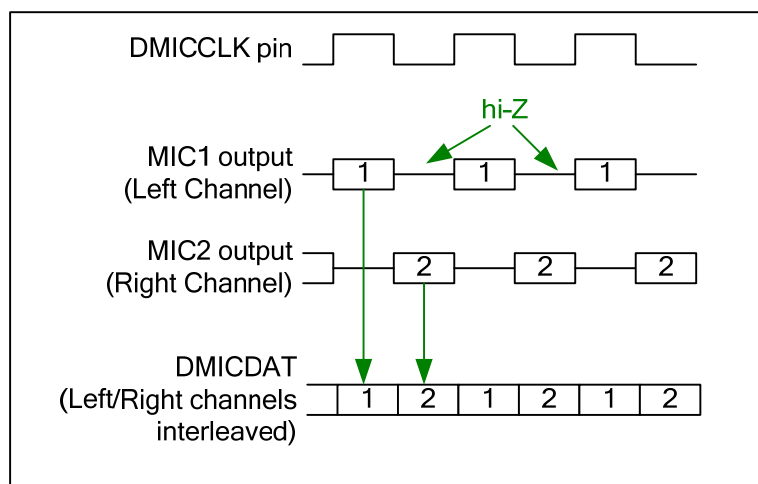 DMICCLK pin
hi-Z
MIC1 output
(Left Channel)
1 1 1
MIC2 output
(Right Channel)
2 2 2
DMICDAT
(Left/Right channels
interleaved)
1 2 1 2 1 2